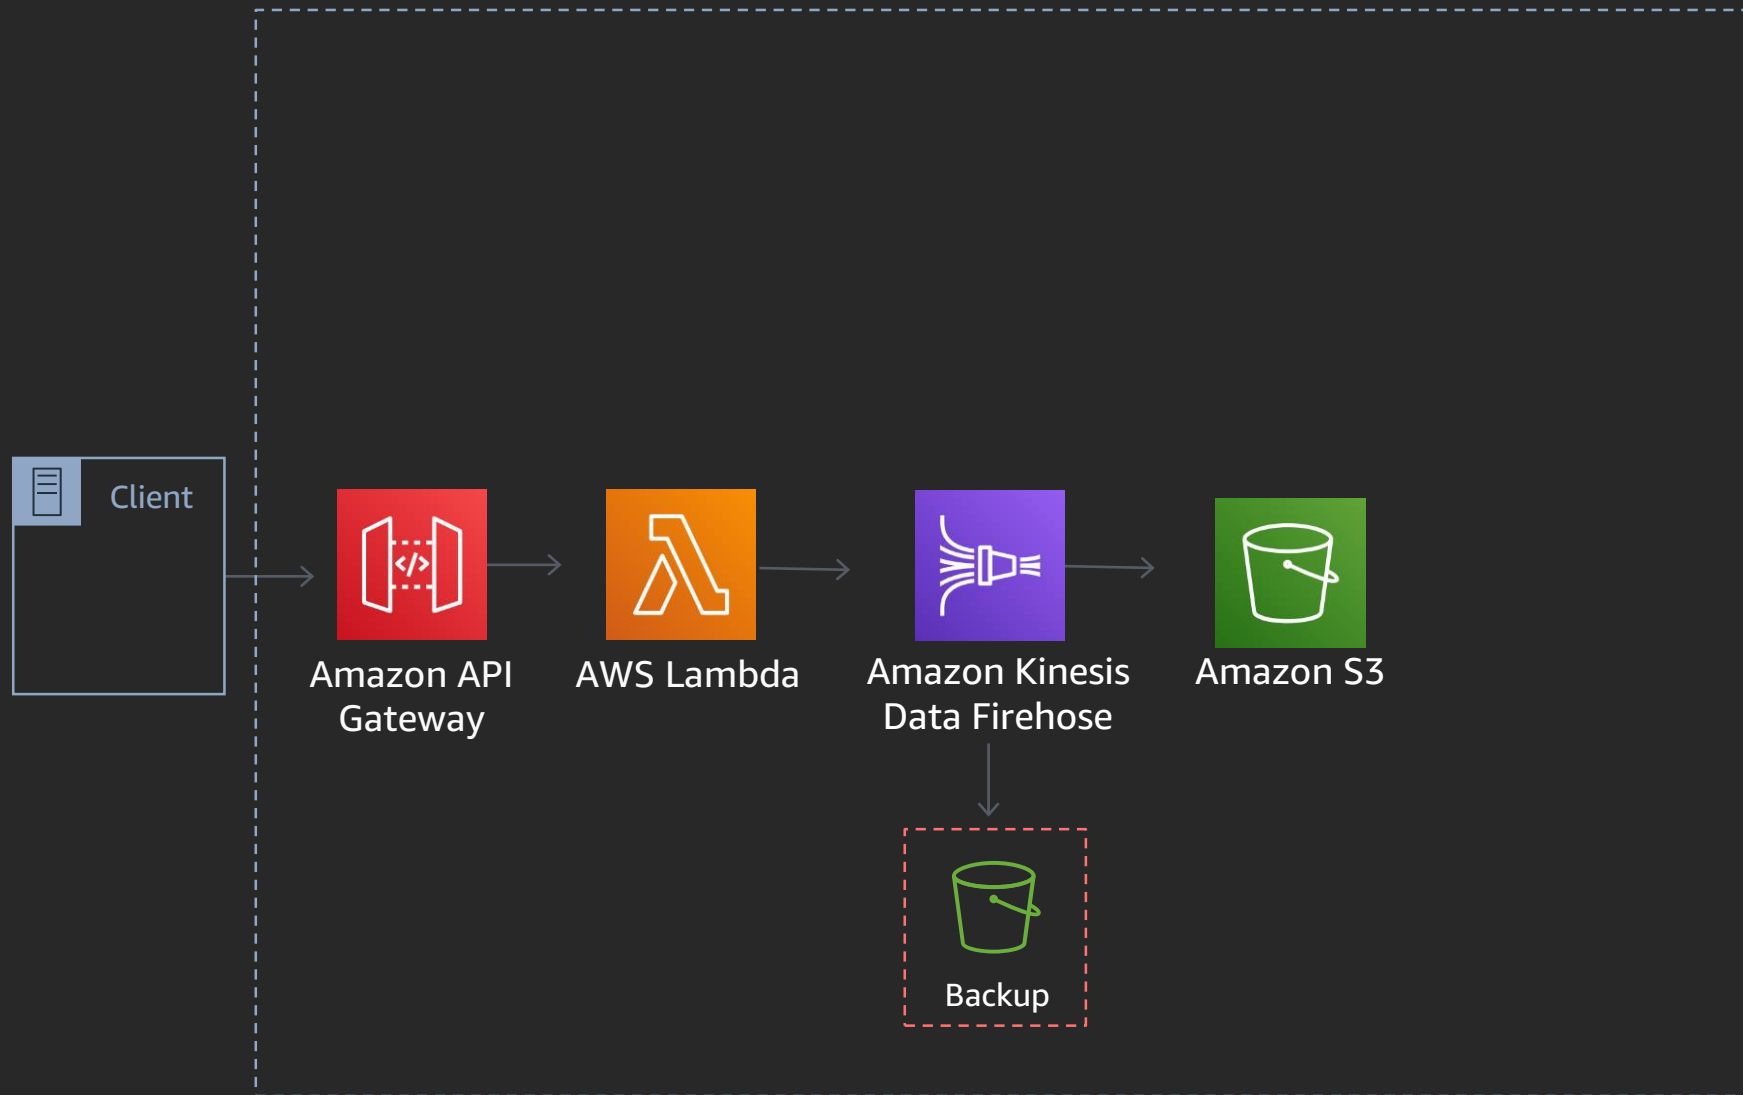 Client
</>
Amazon API
Gateway
AWS Lambda
Amazon Kinesis
Data Firehose
Amazon S3
Backup